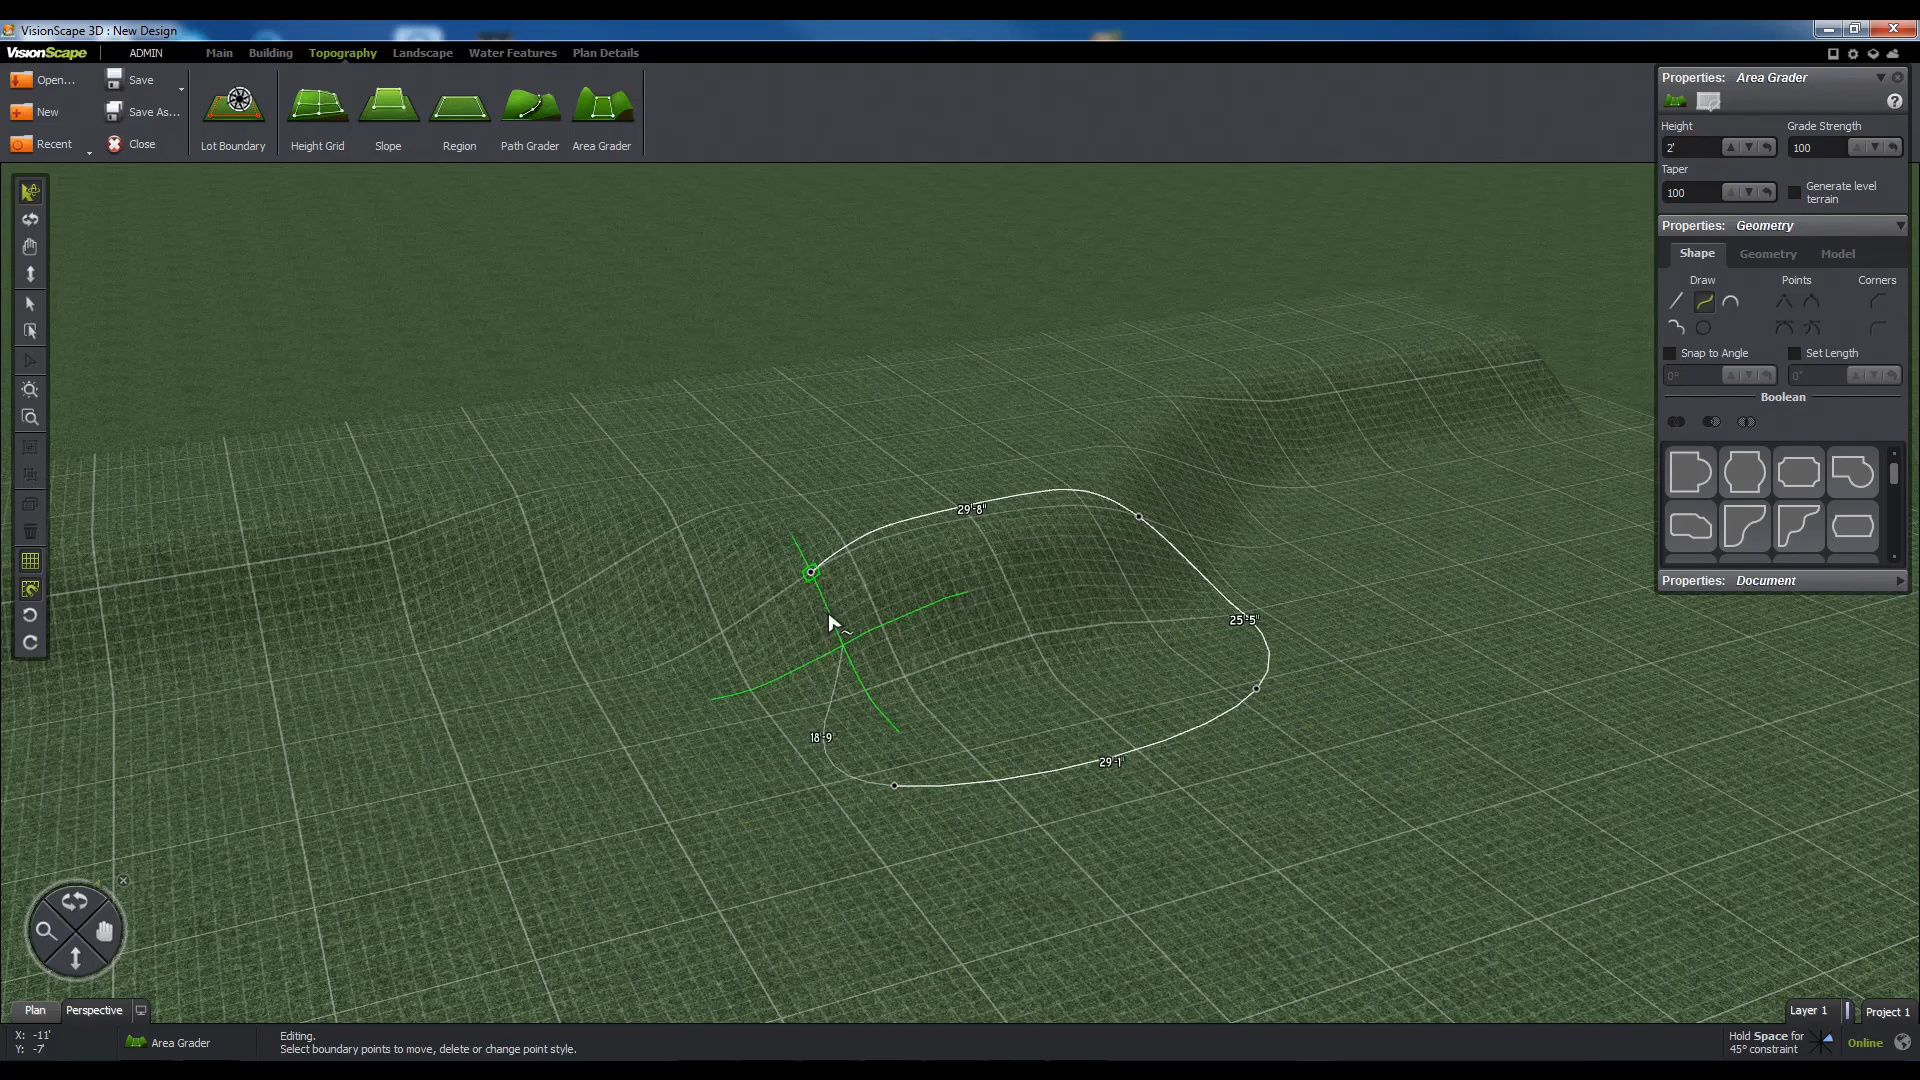 VisionScape 3D : New Design
VisionScape
ADMIN
Main
Building
Topography
Landscape
Water Features
Plan Details
Open...
Save
New
Save As...
Recent
Close
Lot Boundary
Height Grid
Slope
Region
Path Grader
Area Grader
Properties: Area Grader
Height
Grade Strength
2'
100
Taper
100
Generate level
terrain
Properties: Geometry
Shape
Geometry
Model
Draw
Points
Corners
Snap to Angle
Set Length
0°
0'
Boolean
Properties: Document
29'-8"
25'-5"
18'-9
29'-1"
Plan
Perspective
Layer 1
Project 1
X: -11'
Y: -7'
Area Grader
Editing.
Select boundary points to move, delete or change point style.
Hold Space for
45° constraint
Online